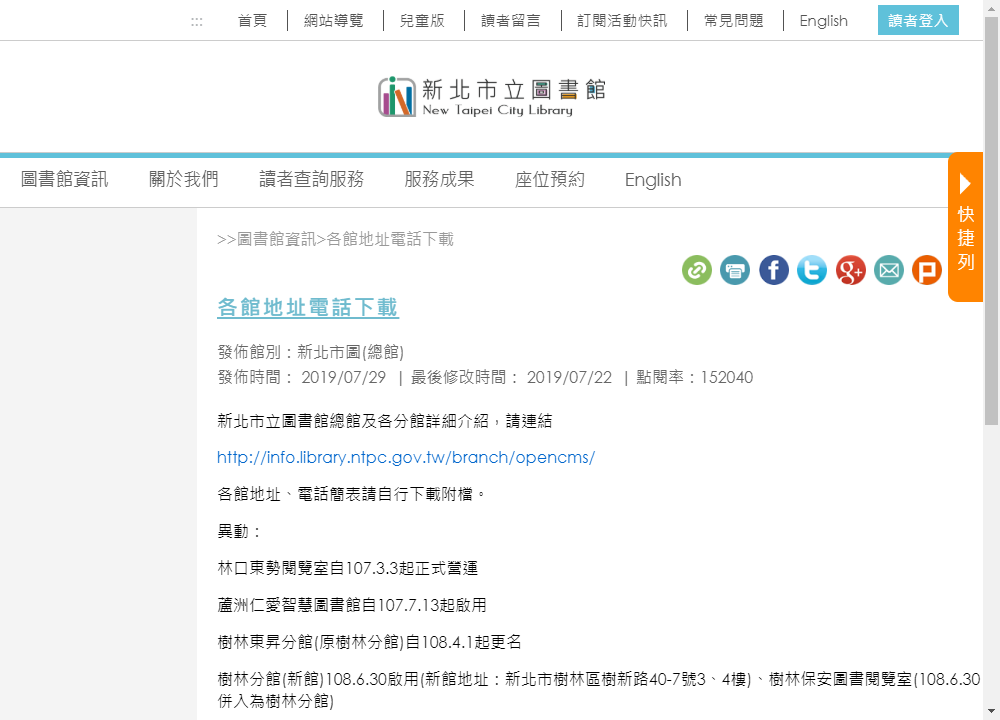 :::
首頁
網站導覽
兒童版
讀者留言
訂閱活動快訊
常見問題
English
讀者登入
新北市立圖書館
New Taipei City Library
圖書館資訊
關於我們
讀者查詢服務
服務成果
座位預約
English
快捷列
>>圖書館資訊>各館地址電話下載
各館地址電話下載
發佈館別：新北市圖(總館)
發佈時間： 2019/07/29 | 最後修改時間： 2019/07/22 | 點閱率：152040
新北市立圖書館總館及各分館詳細介紹，請連結
http://info.library.ntpc.gov.tw/branch/opencms/
各館地址、電話簡表請自行下載附檔。
異動：
林口東勢閱覽室自107.3.3起正式營運
蘆洲仁愛智慧圖書館自107.7.13起啟用
樹林東昇分館(原樹林分館)自108.4.1起更名
樹林分館(新館)108.6.30啟用(新館地址：新北市樹林區樹新路40-7號3、4樓)、樹林保安圖書閱覽室(108.6.30
併入為樹林分館)